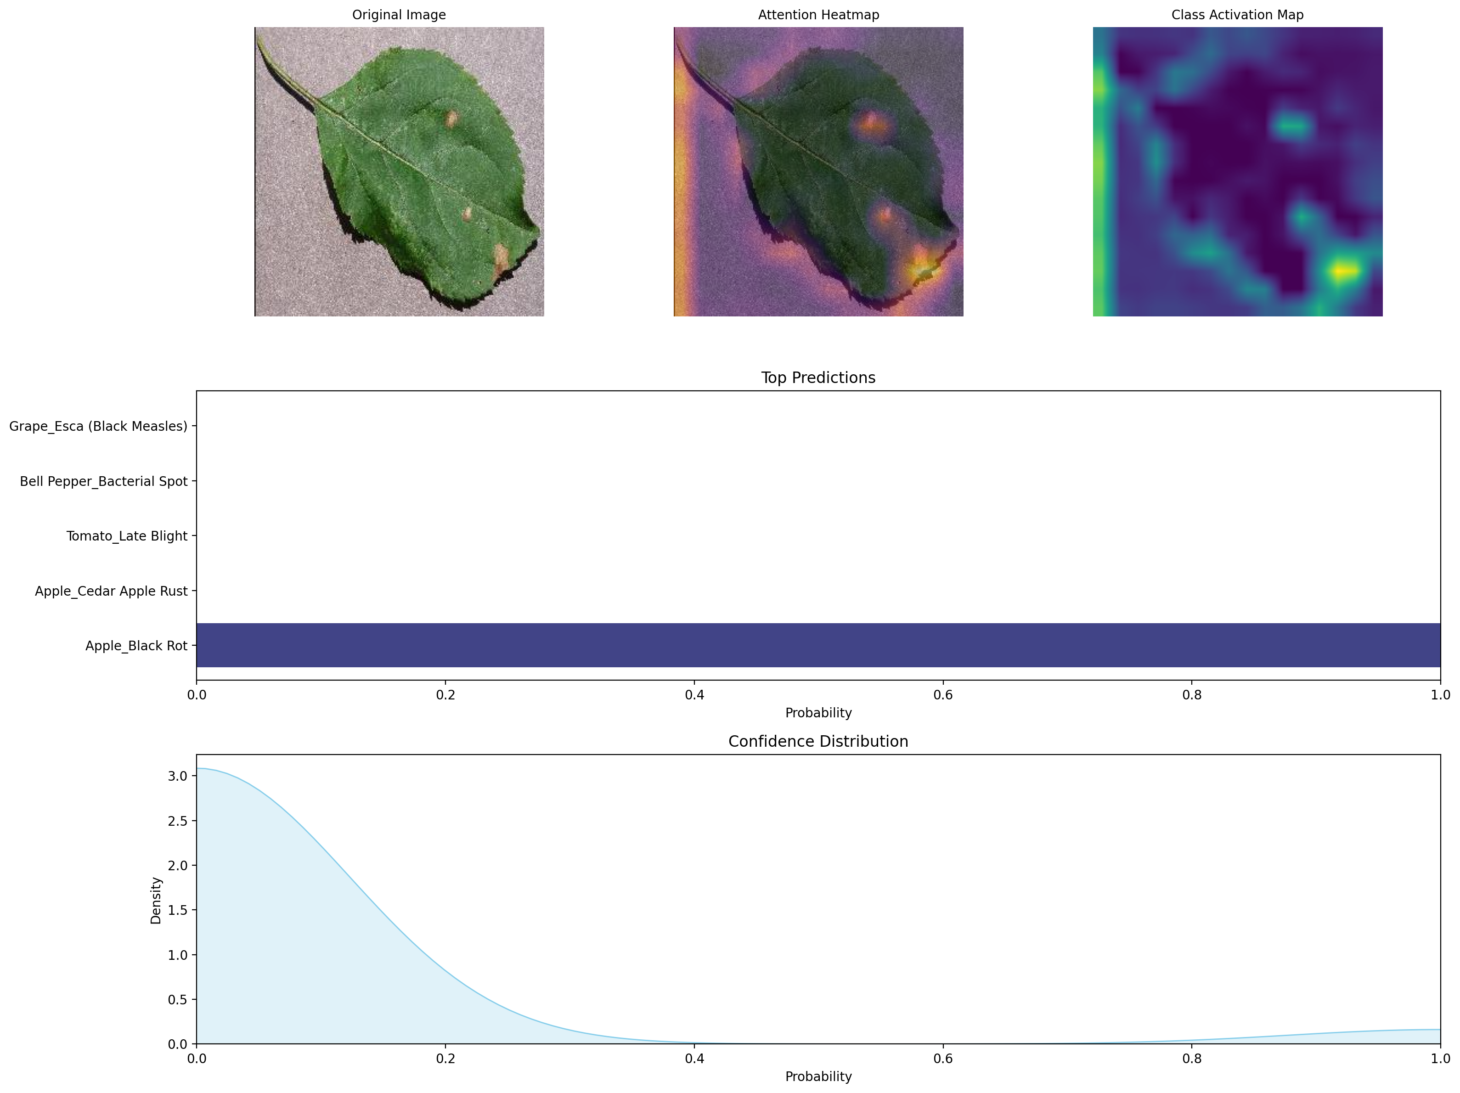 Original Image
Attention Heatmap
Class Activation Map
Top Predictions
Grape_Esca (Black Measles)
Bell Pepper_Bacterial Spot
Tomato_Late Blight
Apple_Cedar Apple Rust
Apple_Black Rot
0.0 0.2 0.4 0.6 0.8 1.0
Probability
Confidence Distribution
Density
3.0
2.5
2.0
1.5
1.0
0.5
0.0
0.0 0.2 0.4 0.6 0.8 1.0
Probability